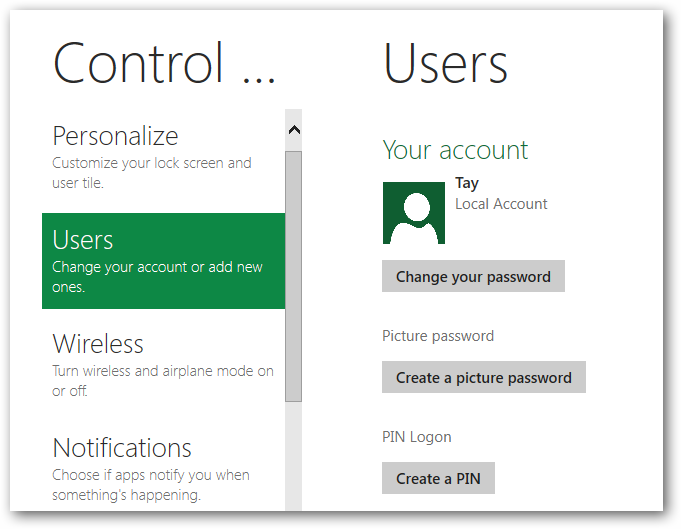 Control ...
Personalize
Customize your lock screen and
user tile.
Users
Change your account or add new
ones.
Wireless
Turn wireless and airplane mode on
or off.
Notifications
Choose if apps notify you when
something's happening.
Users
Your account
Tay
Local Account
Change your password
Picture password
Create a picture password
PIN Logon
Create a PIN